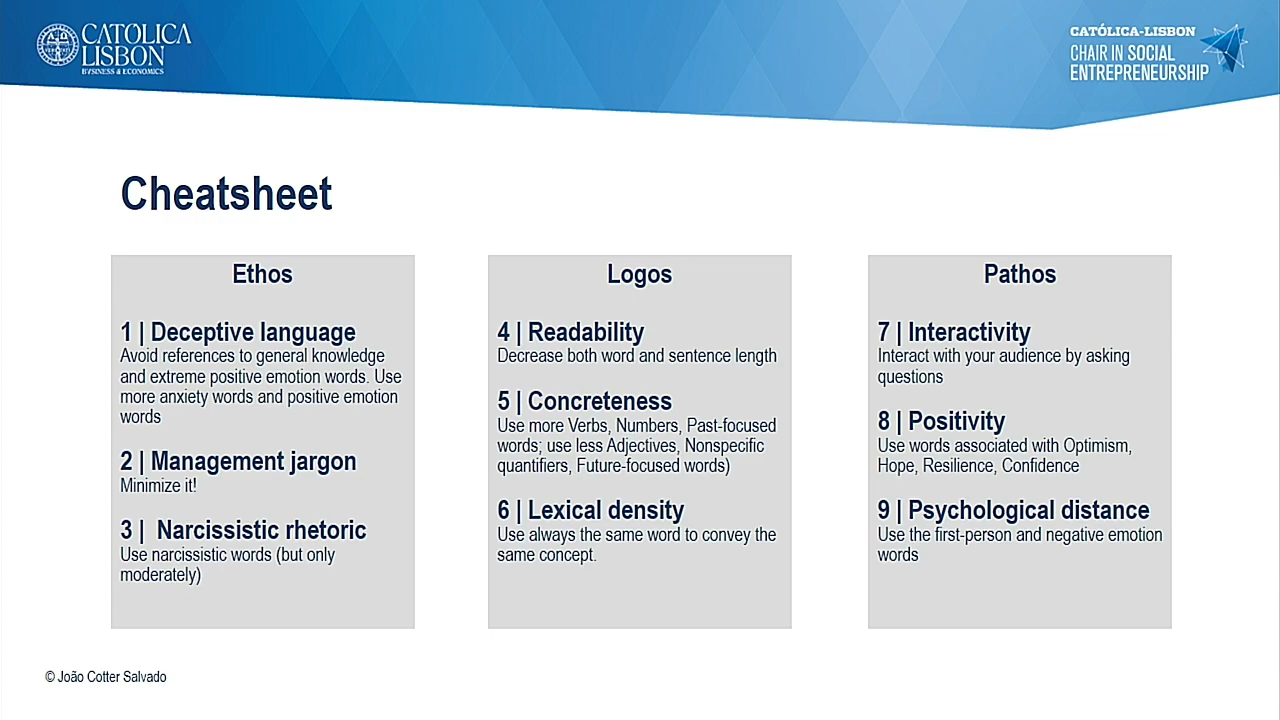 CATÓLICA
LISBON
BUSINESS & ECONOMICS
CATÓLICA-LISBON
CHAIR IN SOCIAL
ENTREPRENEURSHIP
Cheatsheet
Ethos
1 | Deceptive language
Avoid references to general knowledge
and extreme positive emotion words. Use
more anxiety words and positive emotion
words
2 | Management jargon
Minimize it!
3 | Narcissistic rhetoric
Use narcissistic words (but only
moderately)
Logos
4 | Readability
Decrease both word and sentence length
5 | Concreteness
Use more Verbs, Numbers, Past-focused
words; use less Adjectives, Nonspecific
quantifiers, Future-focused words)
6 | Lexical density
Use always the same word to convey the
same concept.
Pathos
7 | Interactivity
Interact with your audience by asking
questions
8 | Positivity
Use words associated with Optimism,
Hope, Resilience, Confidence
9 | Psychological distance
Use the first-person and negative emotion
words
© João Cotter Salvado